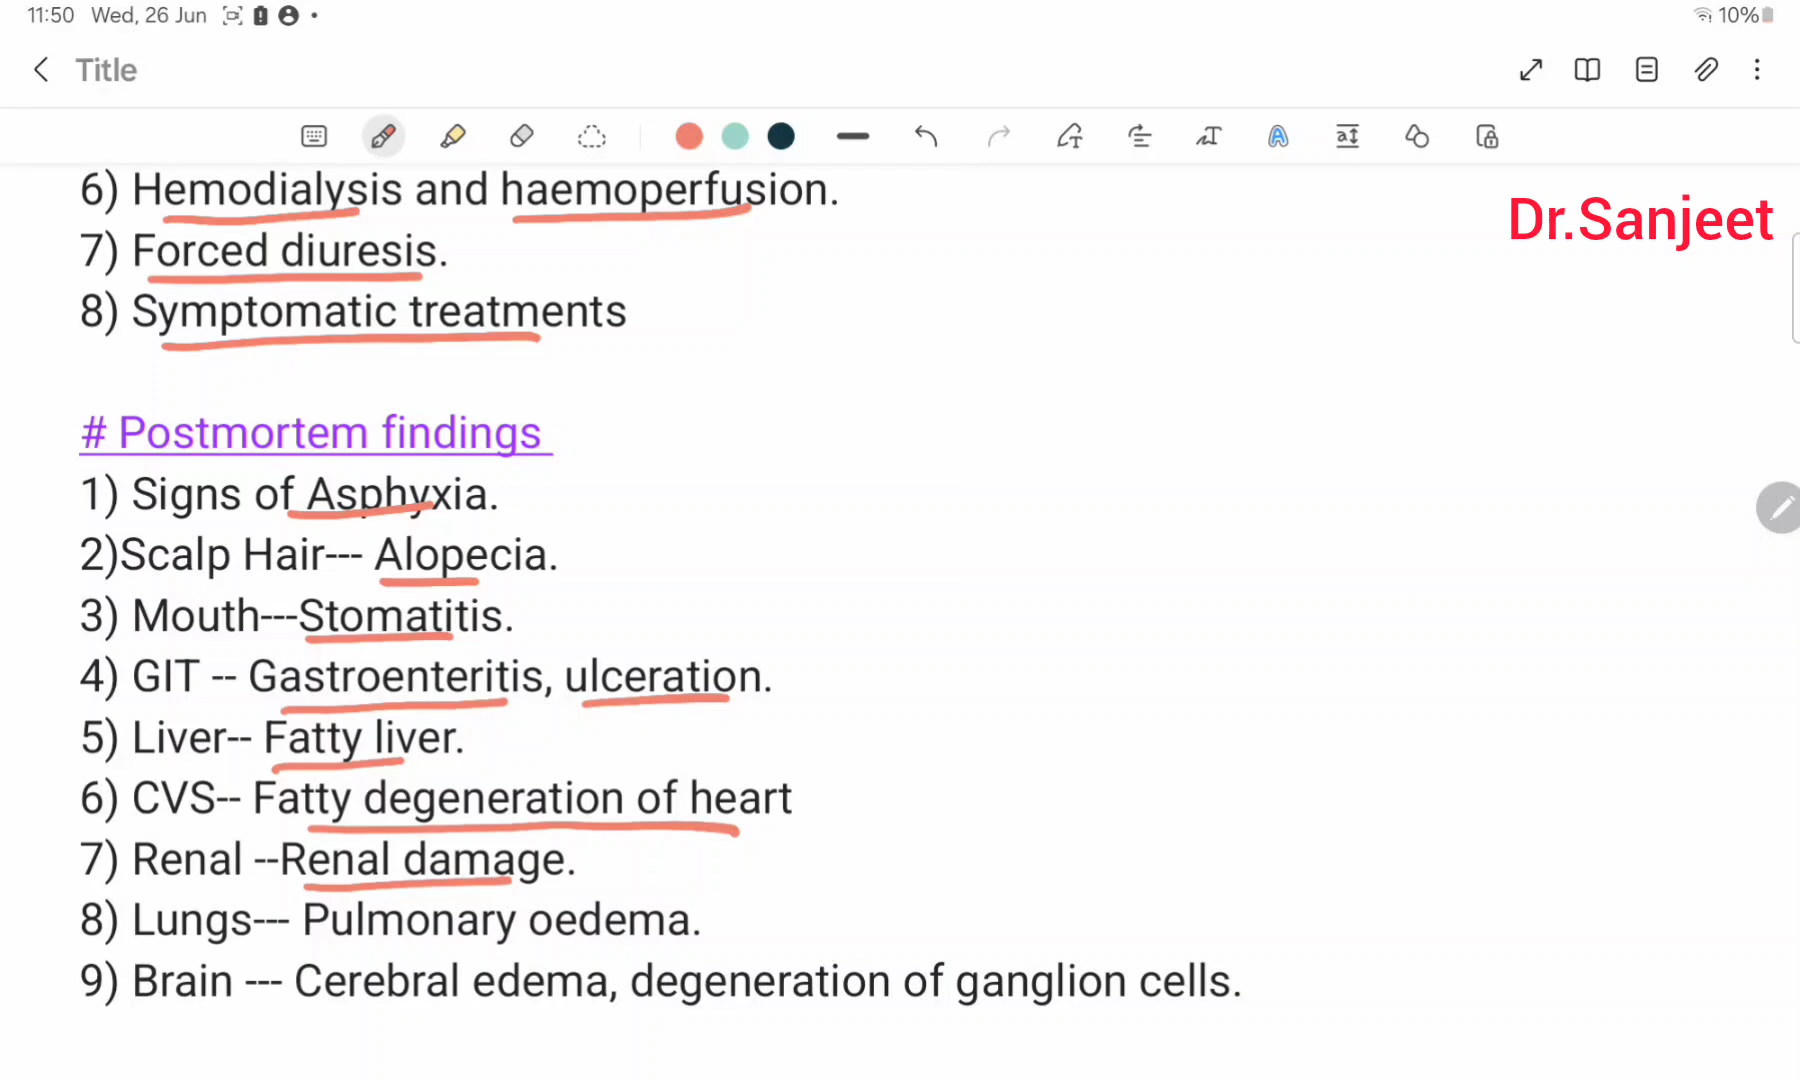 11:50 Wed, 26 Jun
10%
Title
6) Hemodialysis and haemoperfusion.
Dr.Sanjeet
7) Forced diuresis.
8) Symptomatic treatments
# Postmortem findings
1) Signs of Asphyxia.
2)Scalp Hair--- Alopecia.
3) Mouth---Stomatitis.
4) GIT -- Gastroenteritis, ulceration.
5) Liver-- Fatty liver.
6) CVS-- Fatty degeneration of heart
7) Renal --Renal damage.
8) Lungs--- Pulmonary oedema.
9) Brain --- Cerebral edema, degeneration of ganglion cells.